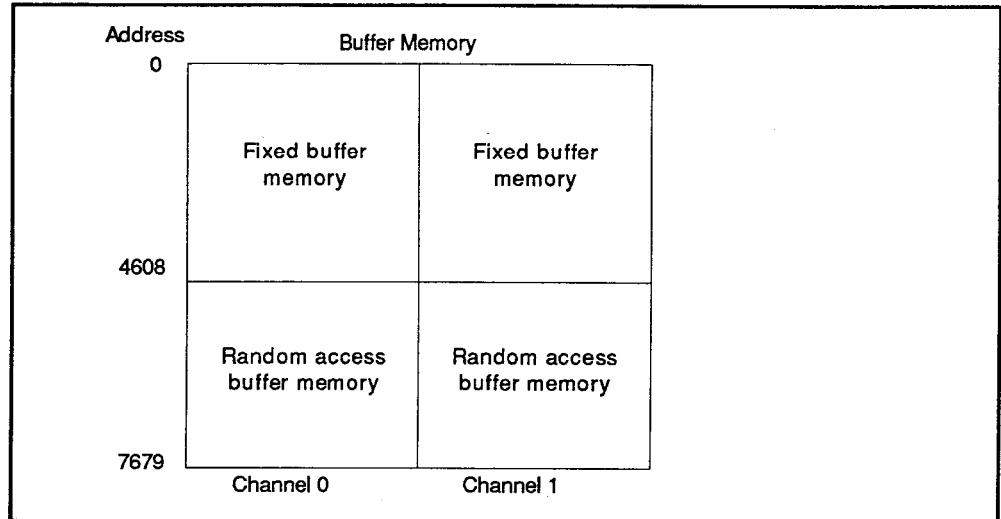 Address
Buffer Memory
0
Fixed buffer
memory
Fixed buffer
memory
4608
Random access
buffer memory
Random access
buffer memory
7679
Channel 0
Channel 1